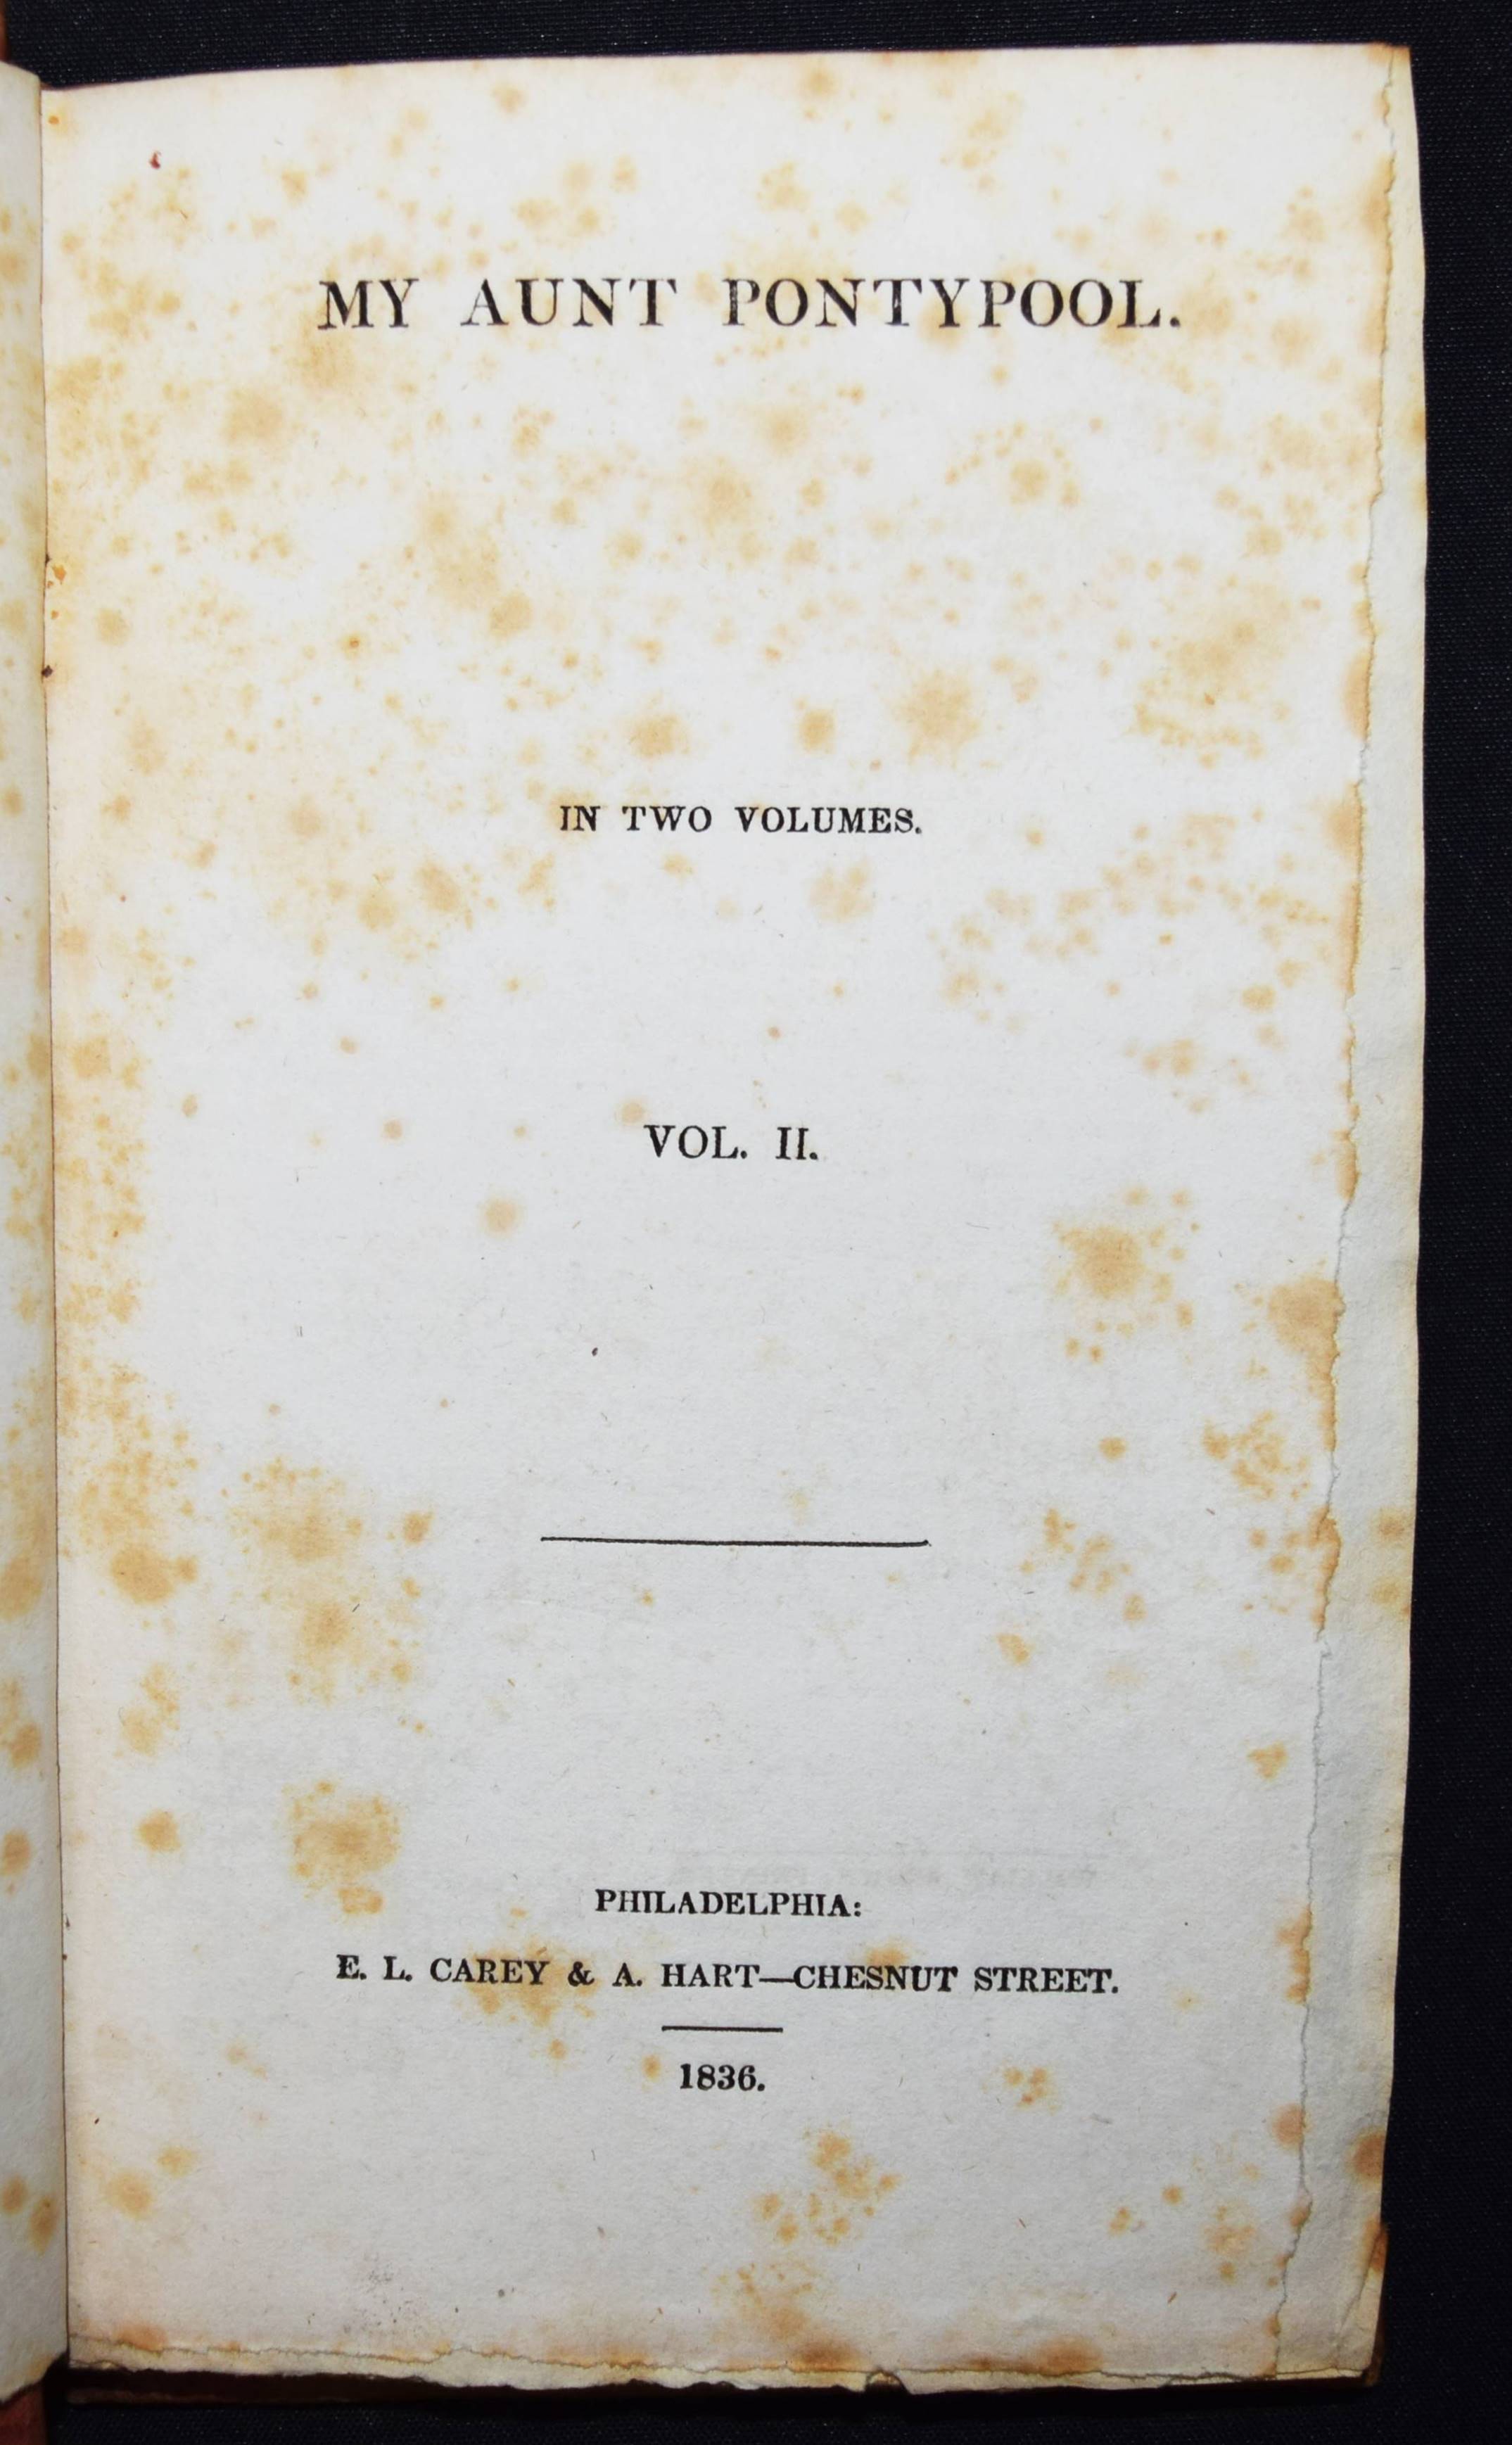 MY AUNT PONTYPOOL.
IN TWO VOLUMES.
VOL. II.
PHILADELPHIA:
E. L. CAREY & A. HART—CHESNUT STREET.
1836.